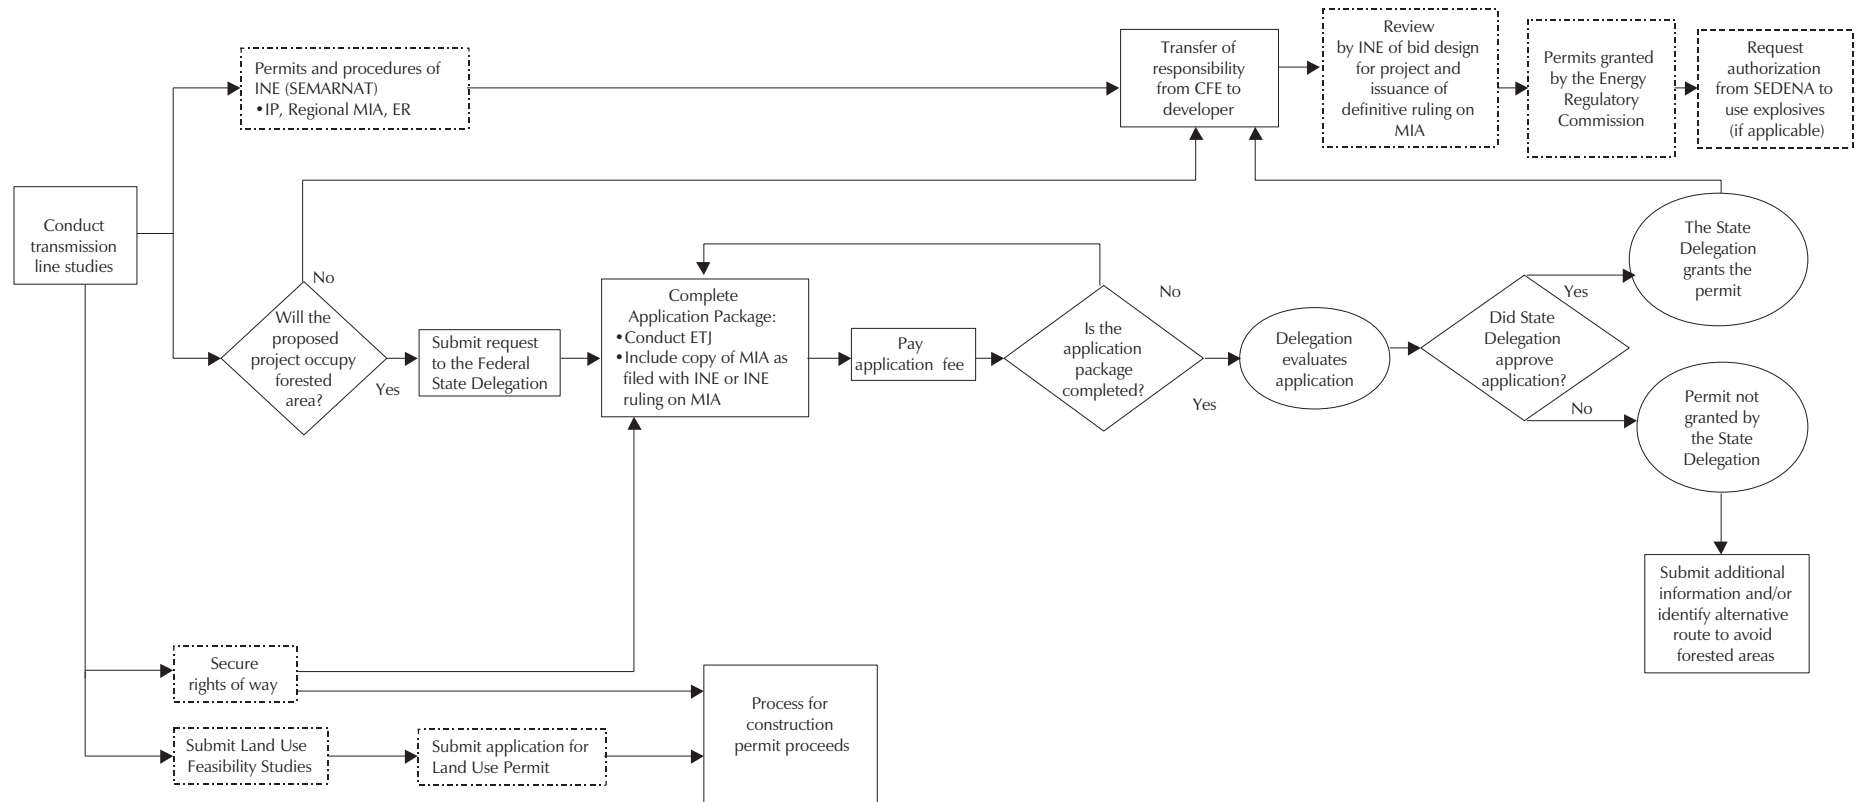 Permits and procedures of
INE (SEMARNAT)
•IP, Regional MIA, ER
Transfer of
responsibility
from CFE to
developer
Review
by INE of bid design
for project and
issuance of
definitive ruling on
MIA
Permits granted
by the Energy
Regulatory
Commission
Request
authorization
from SEDENA to
use explosives
(if applicable)
Conduct
transmission
line studies
No
Will the
proposed
project occupy
forested
area?
Yes
Submit request
to the Federal
State Delegation
Complete
Application Package:
•Conduct ETJ
•Include copy of MIA as
filed with INE or INE
ruling on MIA
Pay
application fee
Is the
application
package
completed?
No
Yes
Delegation
evaluates
application
Did State
Delegation
approve
application?
Yes
No
The State
Delegation
grants the
permit
Permit not
granted by
the State
Delegation
Submit additional
information and/or
identify alternative
route to avoid
forested areas
Secure
rights of way
Process for
construction
permit proceeds
Submit Land Use
Feasibility Studies
Submit application for
Land Use Permit